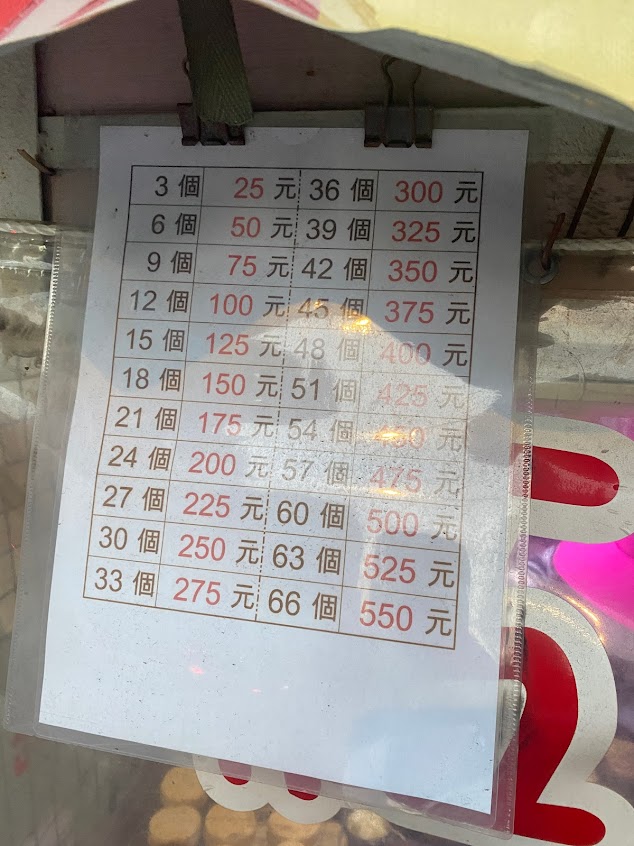 3 個 25 元 36 個 300 元
6 個 50 元 39 個 325 元
9 個 75 元 42 個 350 元
12 個 100 元 45 個 375 元
15 個 125 元 48 個 400 元
18 個 150 元 51 個 425 元
21 個 175 元 54 個 450 元
24 個 200 元 57 個 475 元
27 個 225 元 60 個 500 元
30 個 250 元 63 個 525 元
33 個 275 元 66 個 550 元